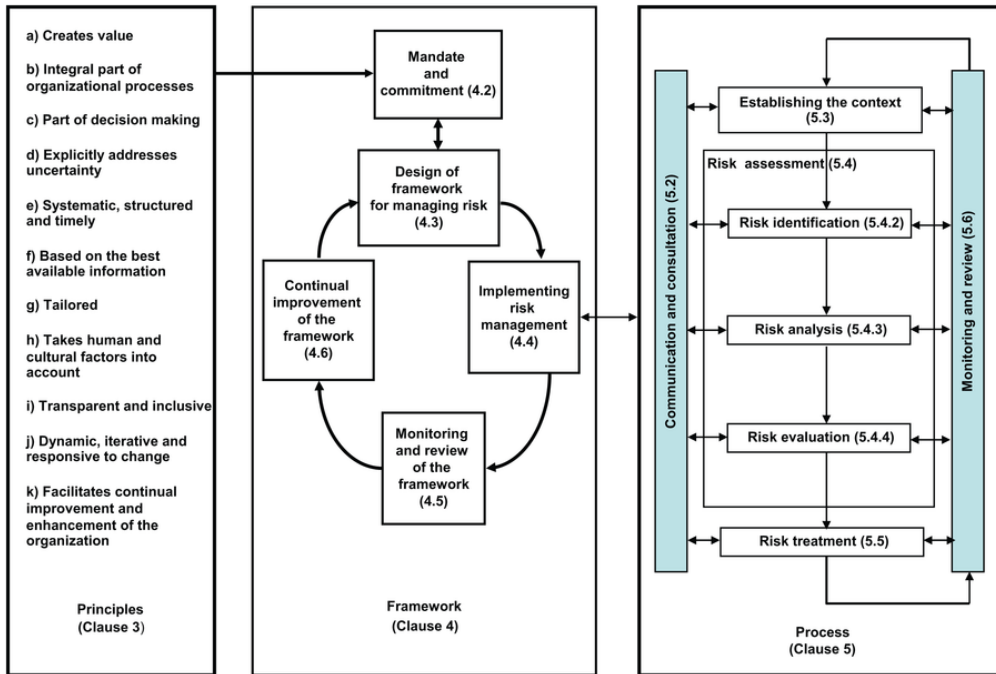 a) Creates value
b) Integral part of
organizational processes
c) Part of decision making
d) Explicitly addresses
uncertainty
e) Systematic, structured
and timely
f) Based on the best
available information
g) Tailored
h) Takes human and
cultural factors into
account
i) Transparent and inclusive
j) Dynamic, iterative and
responsive to change
k) Facilitates continual
improvement and
enhancement of the
organization
Principles
(Clause 3)
Mandate
and
commitment (4.2)
Design of
framework
for managing risk
(4.3)
Continual
improvement
of the
framework
(4.6)
Implementing
risk
management
(4.4)
Monitoring
and review
of the
framework
(4.5)
Framework
(Clause 4)
Communication and consultation (5.2)
Establishing the context
(5.3)
Risk assessment (5.4)
Risk identification (5.4.2)
Risk analysis (5.4.3)
Risk evaluation (5.4.4)
Risk treatment (5.5)
Monitoring and review (5.6)
Process
(Clause 5)